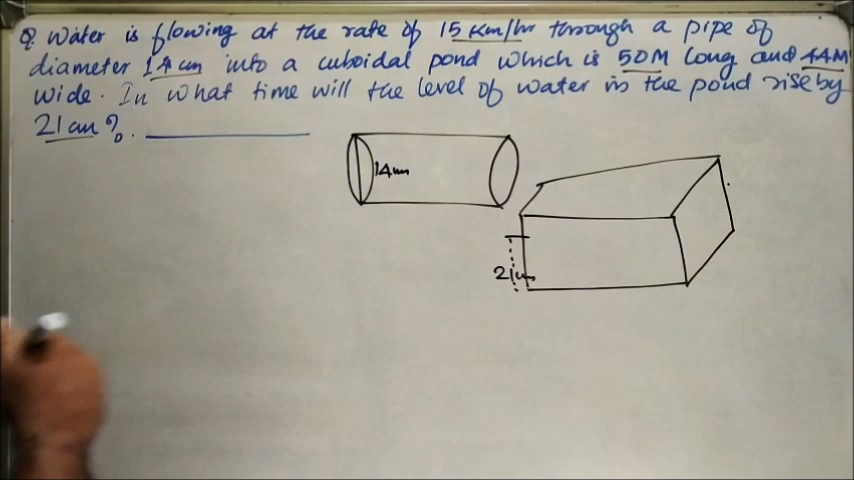 Q. Water is flowing at the rate of 15 km/hr through a pipe of
diameter 14 cm into a cuboidal pond which is 50M long and 44M
wide. In what time will the level of water in the pond rise by
21 cm?.
14cm
21cm